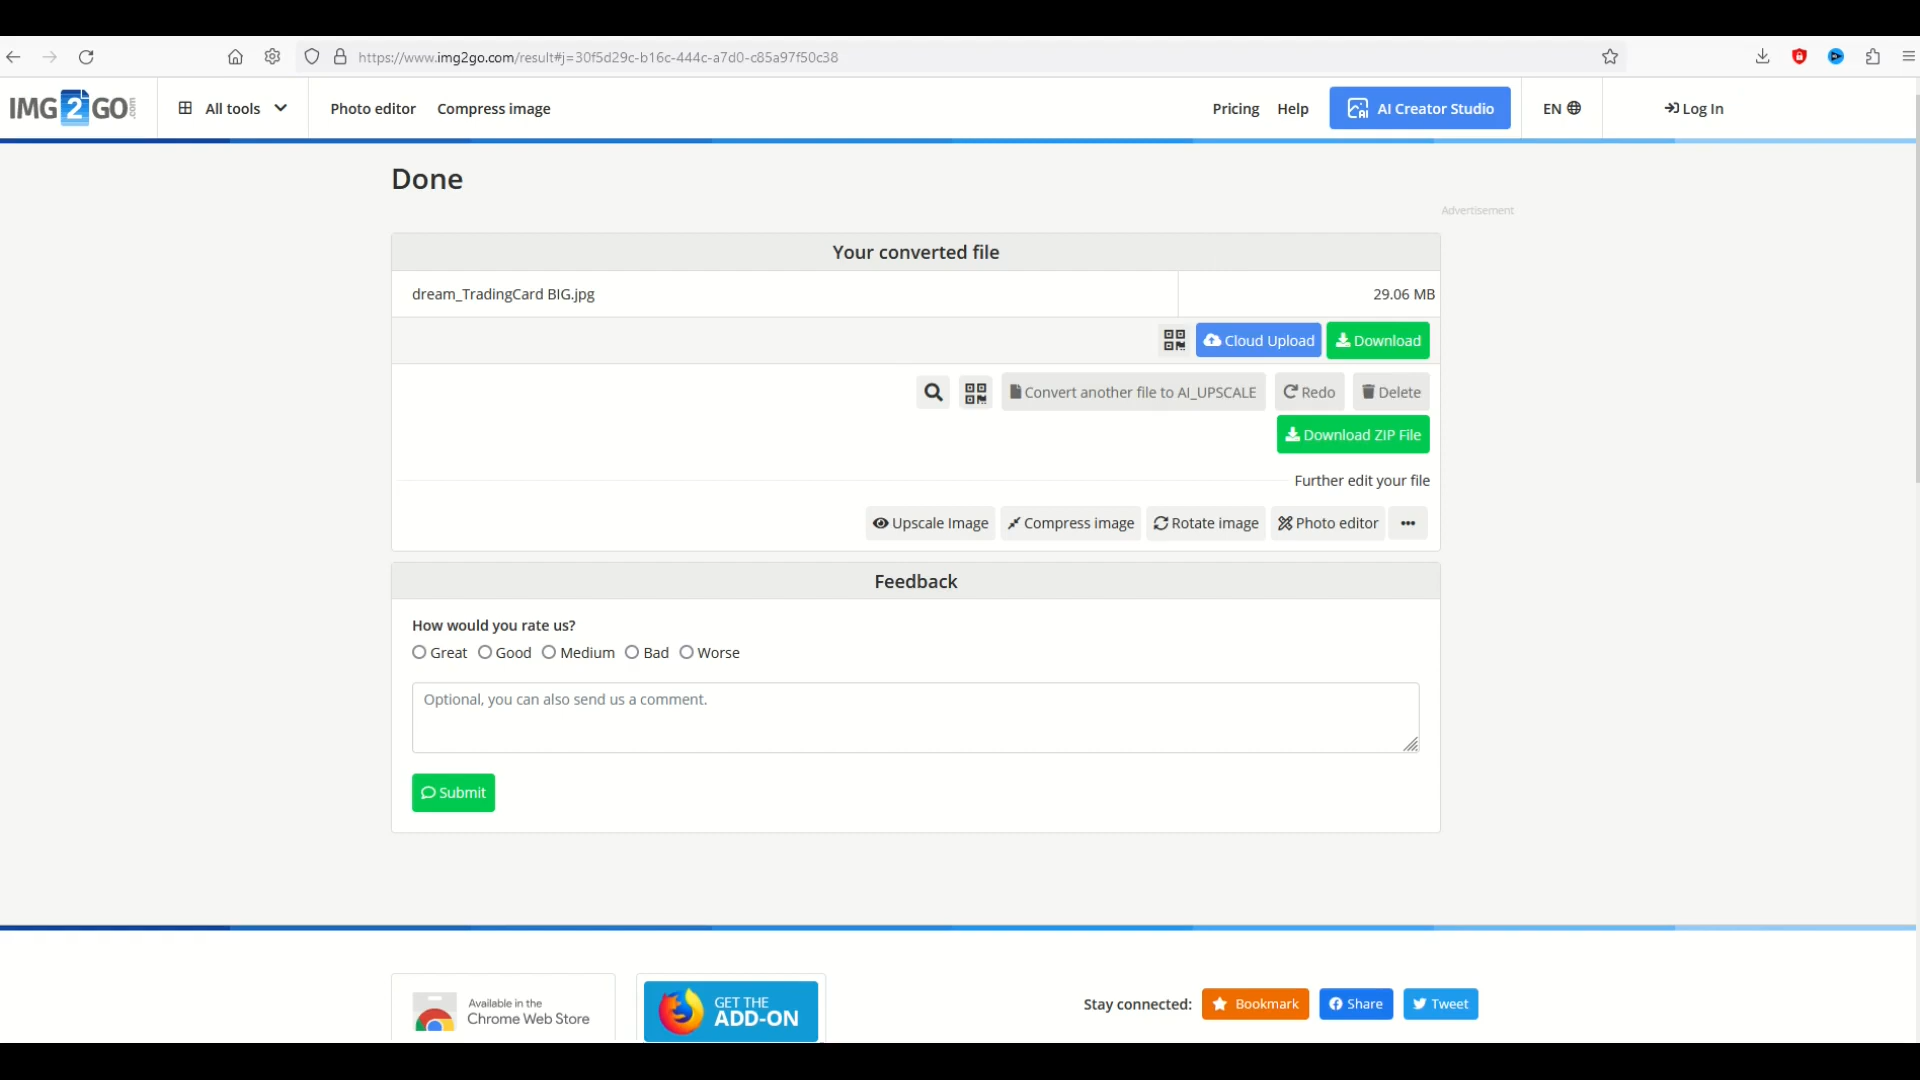 https://www.img2go.com/result#j=30f5d29c-b16c-444c-a7d0-c85a97f50c38
IMG2GO.com
All tools
Photo editor
Compress image
Pricing
Help
AI Creator Studio
EN
Log In
Done
Advertisement
Your converted file
dream_TradingCard BIG.jpg
29.06 MB
Cloud Upload
Download
Convert another file to AI_UPSCALE
Redo
Delete
Download ZIP File
Further edit your file
Upscale Image
Compress image
Rotate image
Photo editor
•••
Feedback
How would you rate us?
Great
Good
Medium
Bad
Worse
Optional, you can also send us a comment.
Submit
Available in the
Chrome Web Store
GET THE
ADD-ON
Stay connected:
Bookmark
Share
Tweet